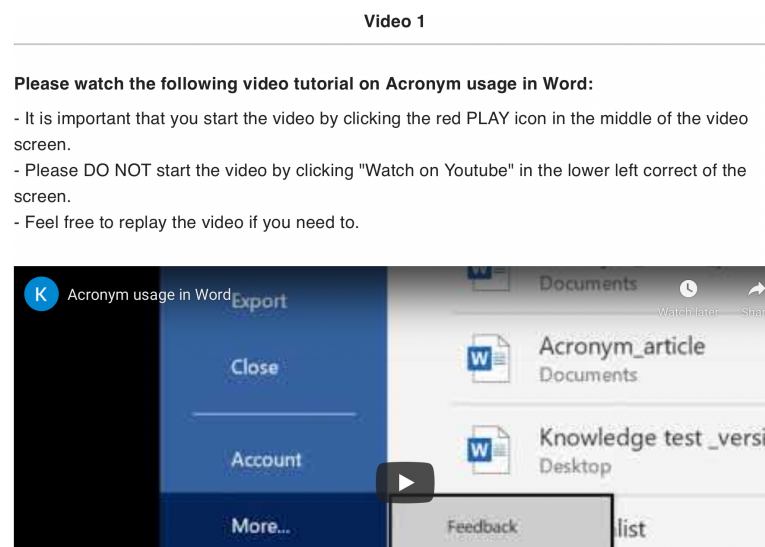 Video 1
Please watch the following video tutorial on Acronym usage in Word:
- It is important that you start the video by clicking the red PLAY icon in the middle of the video
screen.
- Please DO NOT start the video by clicking "Watch on Youtube" in the lower left correct of the
screen.
- Feel free to replay the video if you need to.
K
Acronym usage in Word
Export
Documents
Watch later
Acronym_article
Documents
Close
Knowledge test _versi
Desktop
Account
More...
Feedback
list